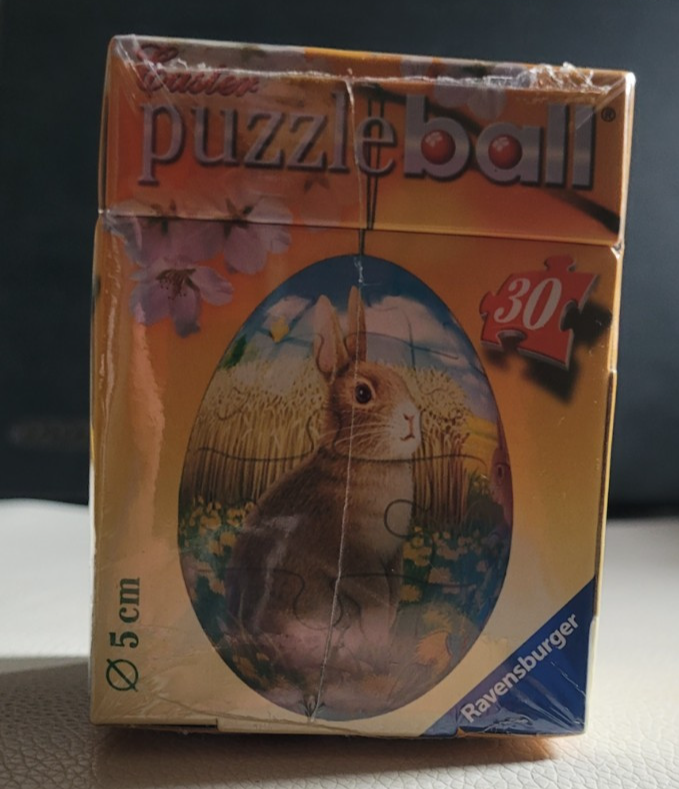 Easter
puzzleball®
30
Ø 5 cm
Ravensburger